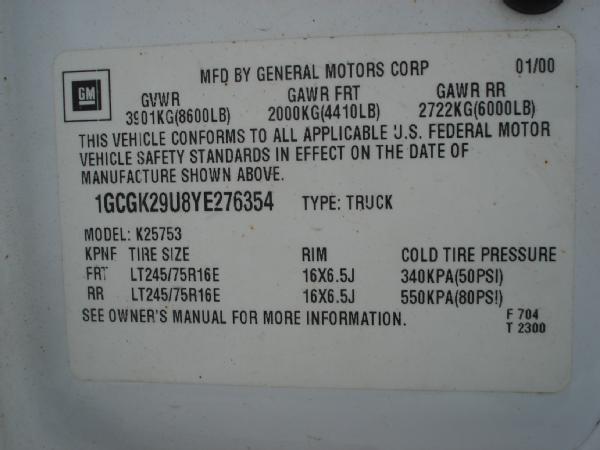 MFD BY GENERAL MOTORS CORP 01/00
GM
GVWR GAWR FRT GAWR RR
3901KG(8600LB) 2000KG(4410LB) 2722KG(6000LB)
THIS VEHICLE CONFORMS TO ALL APPLICABLE U.S. FEDERAL MOTOR
VEHICLE SAFETY STANDARDS IN EFFECT ON THE DATE OF
MANUFACTURE SHOWN ABOVE.
1GCGK29U8YE276354 TYPE: TRUCK
MODEL: K25753
KPNF TIRE SIZE RIM COLD TIRE PRESSURE
FRT LT245/75R16E 16X6.5J 340KPA(50PSI)
RR LT245/75R16E 16X6.5J 550KPA(80PSI)
SEE OWNER'S MANUAL FOR MORE INFORMATION.
F 704
T 2300